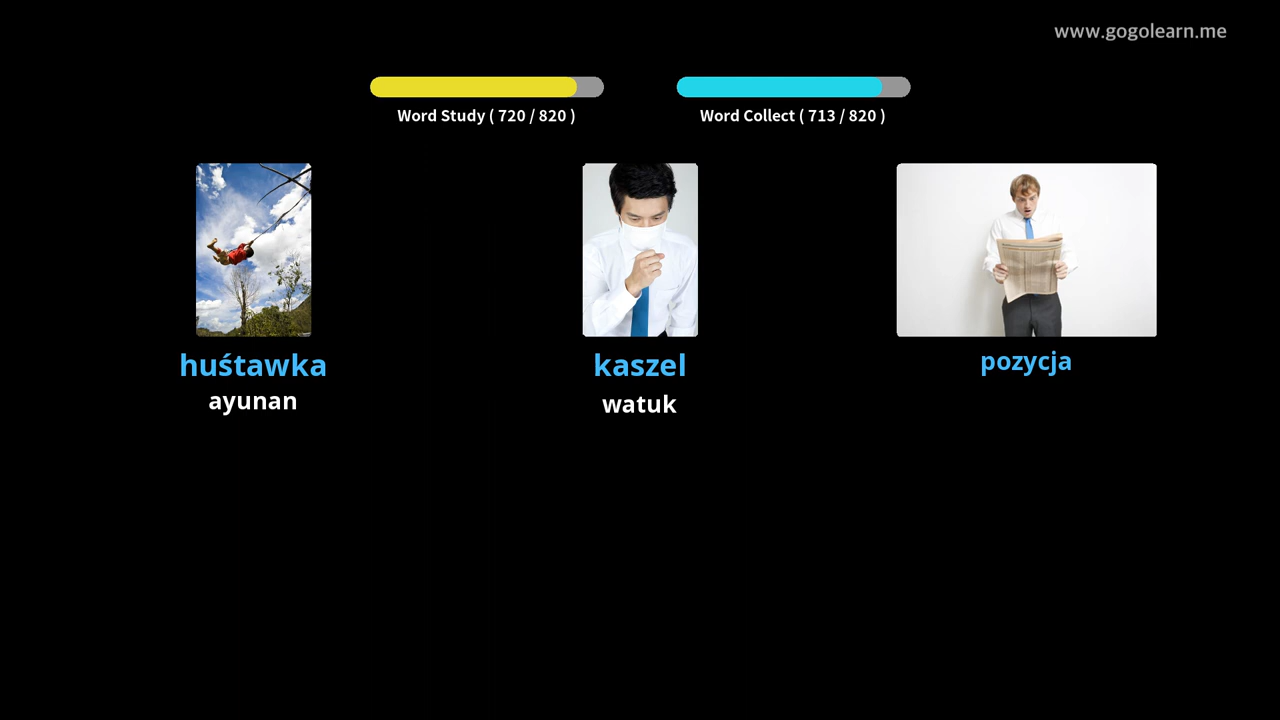 www.gogolearn.me
Word Study ( 720 / 820 )
Word Collect ( 713 / 820 )
huśtawka
ayunan
kaszel
watuk
pozycja